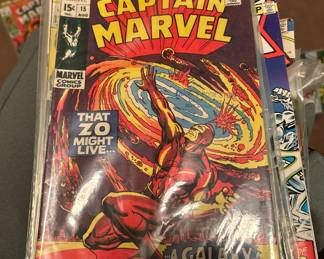 15¢
15
AUG
CAPTAIN
MARVEL
MARVEL
COMICS
GROUP
THAT
ZO
MIGHT
LIVE...
...A GALAXY